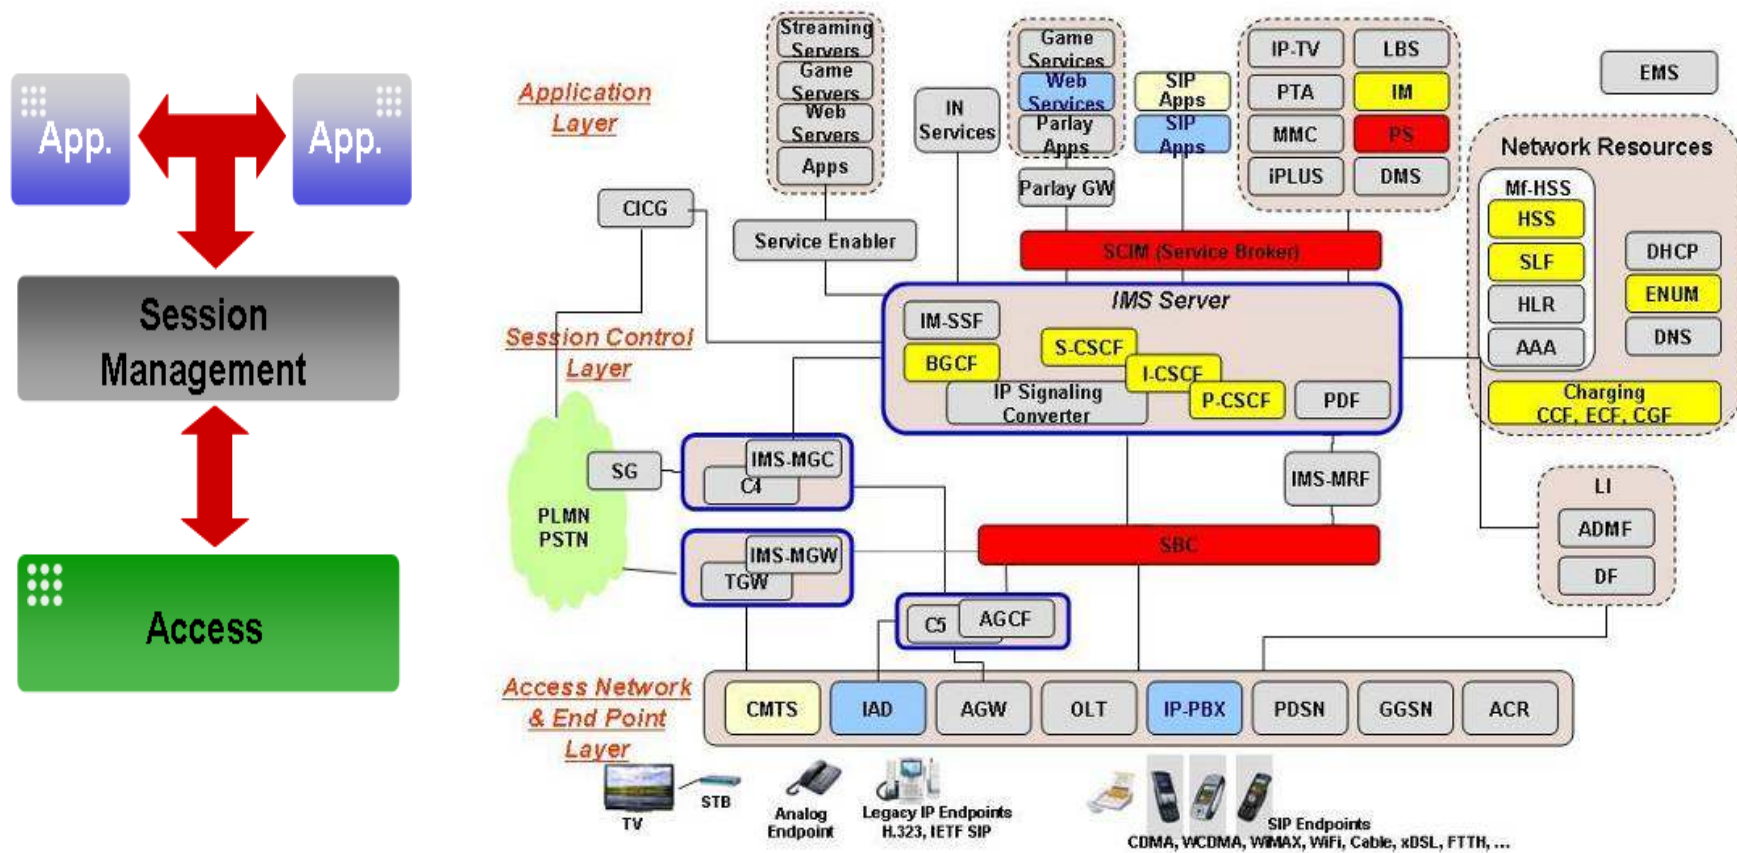 App.
App.
Session
Management
Access
Application
Layer
Streaming
Servers
Game
Servers
Web
Servers
Apps
IN
Services
Game
Services
Web
Services
Parlay
Apps
Parlay GW
SIP
Apps
SIP Apps
IP-TV
LBS
PTA
IM
MMC
PS
iPLUS
DMS
EMS
Network Resources
Mf-HSS
HSS
SLF
HLR
AAA
DHCP
ENUM
DNS
Charging
CCF, ECF, CGF
CICG
Service Enabler
SCIM (Service Broker)
Session Control
Layer
IMS Server
IM-SSF
BGCF
S-CSCF
I-CSCF
P-CSCF
IP Signaling
Converter
PDF
SG
IMS-MGC
C4
PLMN
PSTN
IMS-MGW
TGW
IMS-MRF
SBC
LI
ADMF
DF
C5
AGCF
Access Network
& End Point
Layer
CMTS
IAD
AGW
OLT
IP-PBX
PDSN
GGSN
ACR
TV
STB
Analog
Endpoint
Legacy IP Endpoints
H.323, IETF SIP
SIP Endpoints
CDMA, WCDMA, WiMAX, WiFi, Cable, xDSL, FTTH, ...